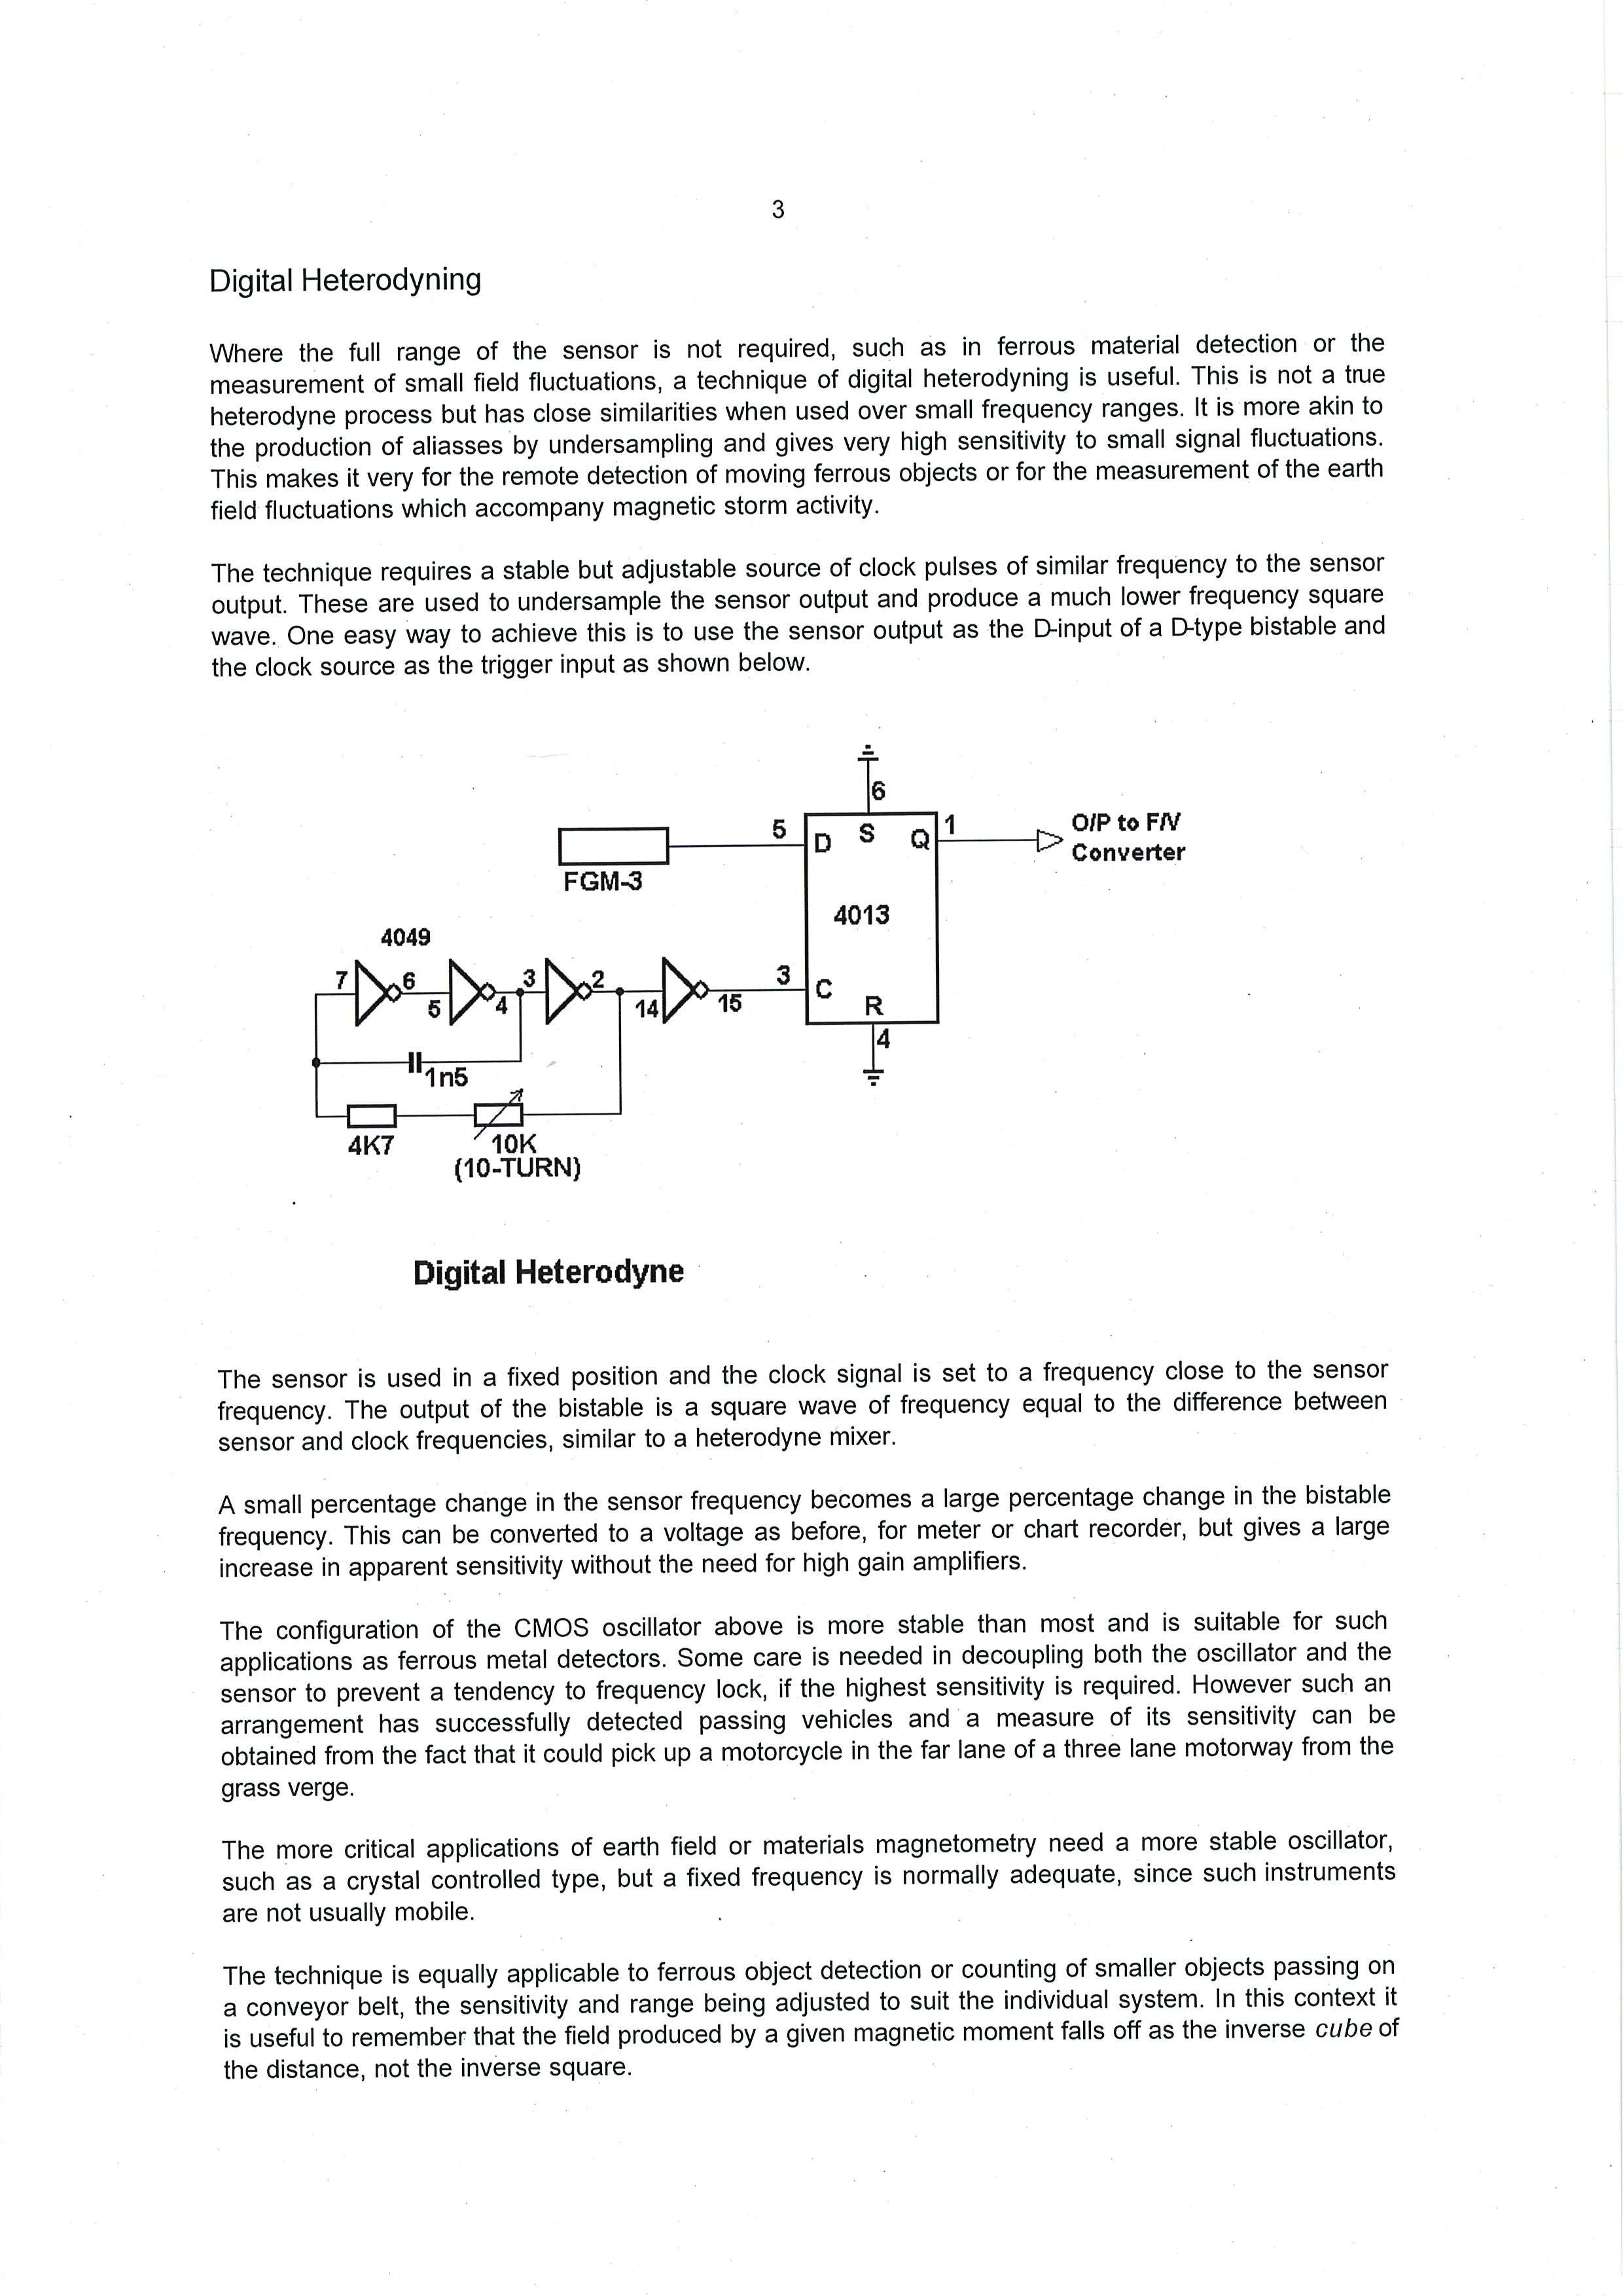 3
Digital Heterodyning
Where the full range of the sensor is not required, such as in ferrous material detection or the
measurement of small field fluctuations, a technique of digital heterodyning is useful. This is not a true
heterodyne process but has close similarities when used over small frequency ranges. It is more akin to
the production of aliasses by undersampling and gives very high sensitivity to small signal fluctuations.
This makes it very for the remote detection of moving ferrous objects or for the measurement of the earth
field fluctuations which accompany magnetic storm activity.
The technique requires a stable but adjustable source of clock pulses of similar frequency to the sensor
output. These are used to undersample the sensor output and produce a much lower frequency square
wave. One easy way to achieve this is to use the sensor output as the D-input of a D-type bistable and
the clock source as the trigger input as shown below.
6
5 D S Q 1
O/P to F/V
Converter
FGM-3
4013
4049
7 6 5 4 3 2 14 15 3 C
R
4
1n5
4K7
10K
(10-TURN)
Digital Heterodyne
The sensor is used in a fixed position and the clock signal is set to a frequency close to the sensor
frequency. The output of the bistable is a square wave of frequency equal to the difference between
sensor and clock frequencies, similar to a heterodyne mixer.
A small percentage change in the sensor frequency becomes a large percentage change in the bistable
frequency. This can be converted to a voltage as before, for meter or chart recorder, but gives a large
increase in apparent sensitivity without the need for high gain amplifiers.
The configuration of the CMOS oscillator above is more stable than most and is suitable for such
applications as ferrous metal detectors. Some care is needed in decoupling both the oscillator and the
sensor to prevent a tendency to frequency lock, if the highest sensitivity is required. However such an
arrangement has successfully detected passing vehicles and a measure of its sensitivity can be
obtained from the fact that it could pick up a motorcycle in the far lane of a three lane motorway from the
grass verge.
The more critical applications of earth field or materials magnetometry need a more stable oscillator,
such as a crystal controlled type, but a fixed frequency is normally adequate, since such instruments
are not usually mobile.
The technique is equally applicable to ferrous object detection or counting of smaller objects passing on
a conveyor belt, the sensitivity and range being adjusted to suit the individual system. In this context it
is useful to remember that the field produced by a given magnetic moment falls off as the inverse cube of
the distance, not the inverse square.